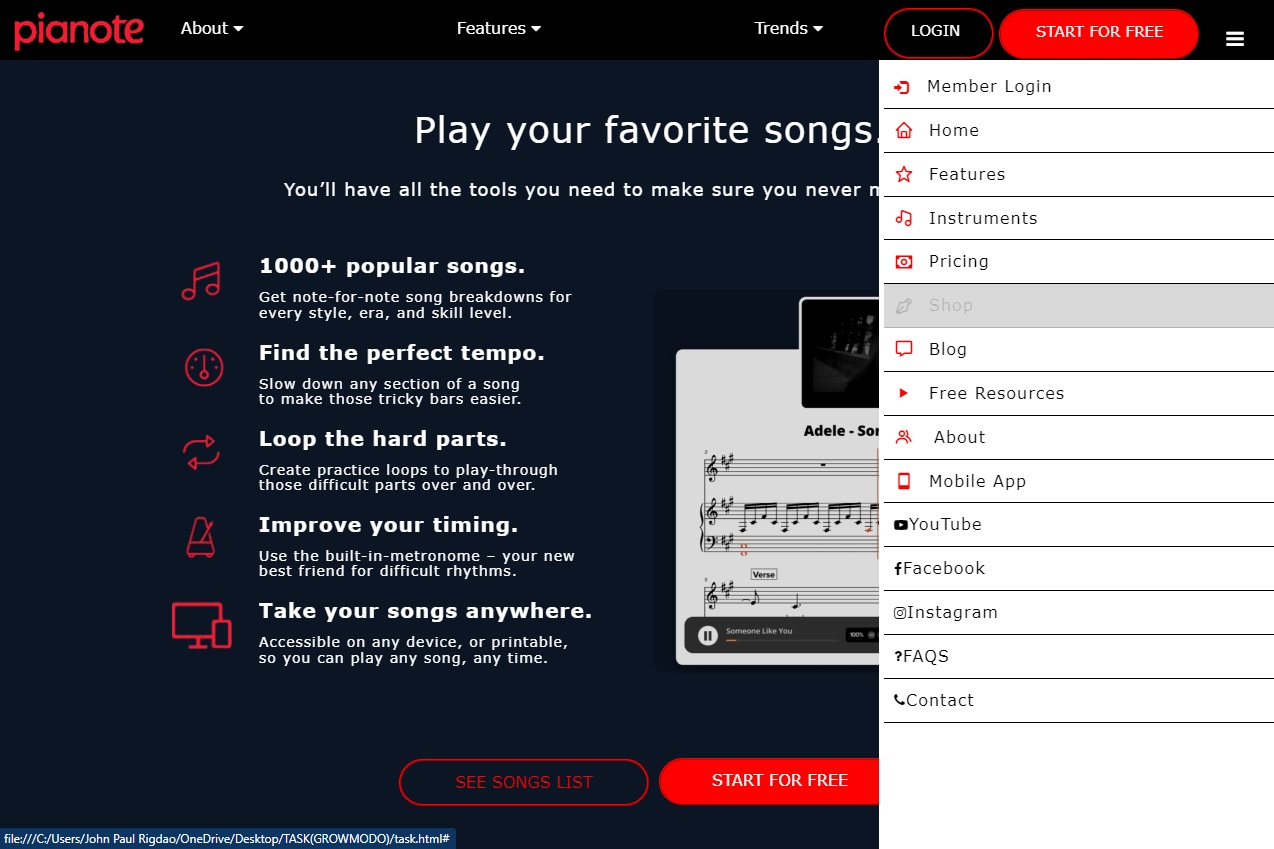 pianote
About
Features
Trends
LOGIN
START FOR FREE
Play your favorite songs.
You’ll have all the tools you need to make sure you never
1000+ popular songs.
Get note-for-note song breakdowns for
every style, era, and skill level.
Find the perfect tempo.
Slow down any section of a song
to make those tricky bars easier.
Loop the hard parts.
Create practice loops to play-through
those difficult parts over and over.
Improve your timing.
Use the built-in-metronome – your new
best friend for difficult rhythms.
Take your songs anywhere.
Accessible on any device, or printable,
so you can play any song, any time.
Adele - So
Verse
Someone Like You
100%
SEE SONGS LIST
START FOR FREE
Member Login
Home
Features
Instruments
Pricing
Shop
Blog
Free Resources
About
Mobile App
YouTube
Facebook
Instagram
?FAQS
Contact
file:///C:/Users/John Paul Rigdao/OneDrive/Desktop/TASK(GROWMODO)/task.html#